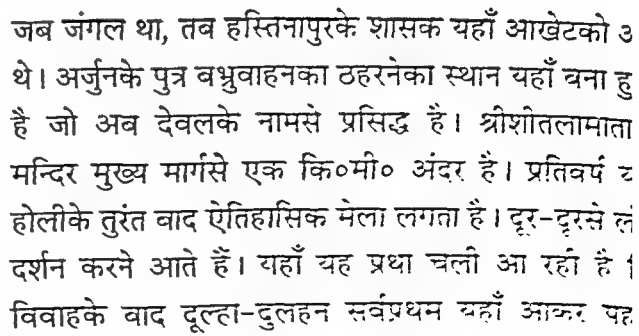 जब जंगल था, तब हस्तिनापुरके शासक यहाँ आखेटको
थे। अर्जुनके पुत्र बभ्रुवाहनका ठहरनेका स्थान यहाँ बना
है जो अब देवलके नामसे प्रसिद्ध है। श्रीशीतलामाता
मन्दिर मुख्य मार्गसे एक कि०मी० अंदर है। प्रतिवर्ष
होलीके तुरंत बाद ऐतिहासिक मेला लगता है। दूर-दूरसे
दर्शन करने आते हैं। यहाँ यह प्रथा चली आ रही है
विवाहके बाद दूल्हा-दुलहन सर्वप्रथम यहाँ आकर